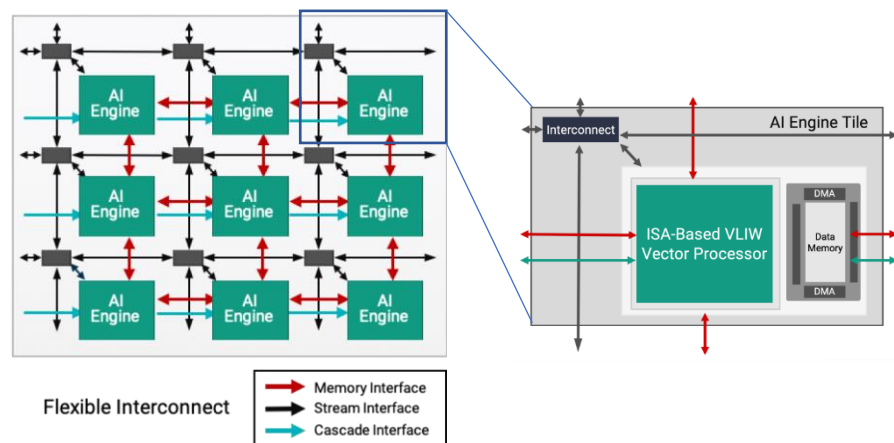 AI
Engine
AI
Engine
AI
Engine
AI
Engine
AI
Engine
AI
Engine
AI
Engine
AI
Engine
AI
Engine
Interconnect
AI Engine Tile
ISA-Based VLIW
Vector Processor
DMA
Data
Memory
DMA
Flexible Interconnect
Memory Interface
Stream Interface
Cascade Interface